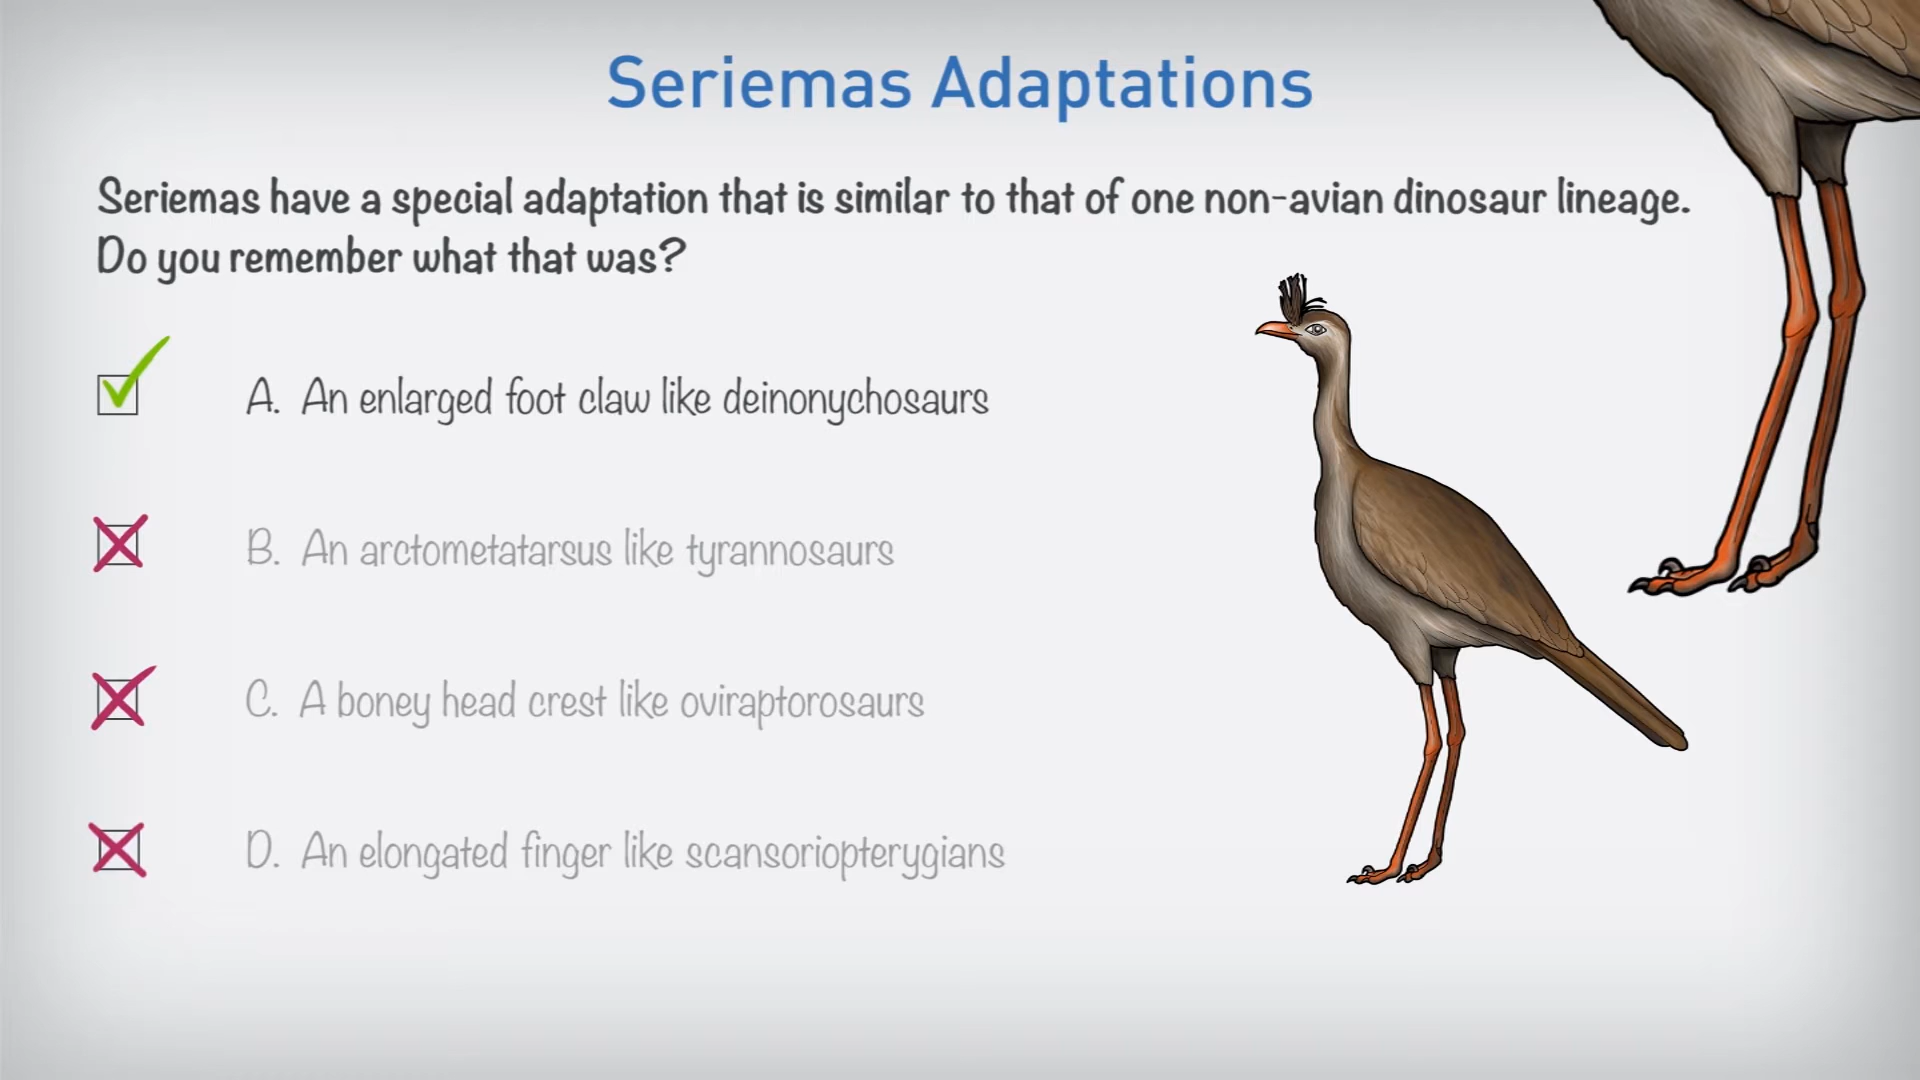 Seriemas Adaptations
Seriemas have a special adaptation that is similar to that of one non-avian dinosaur lineage.
Do you remember what that was?
A. An enlarged foot claw like deinonychosaurs
B. An arctometatarsus like tyrannosaurs
C. A boney head crest like oviraptorosaurs
D. An elongated finger like scansoriopterygians